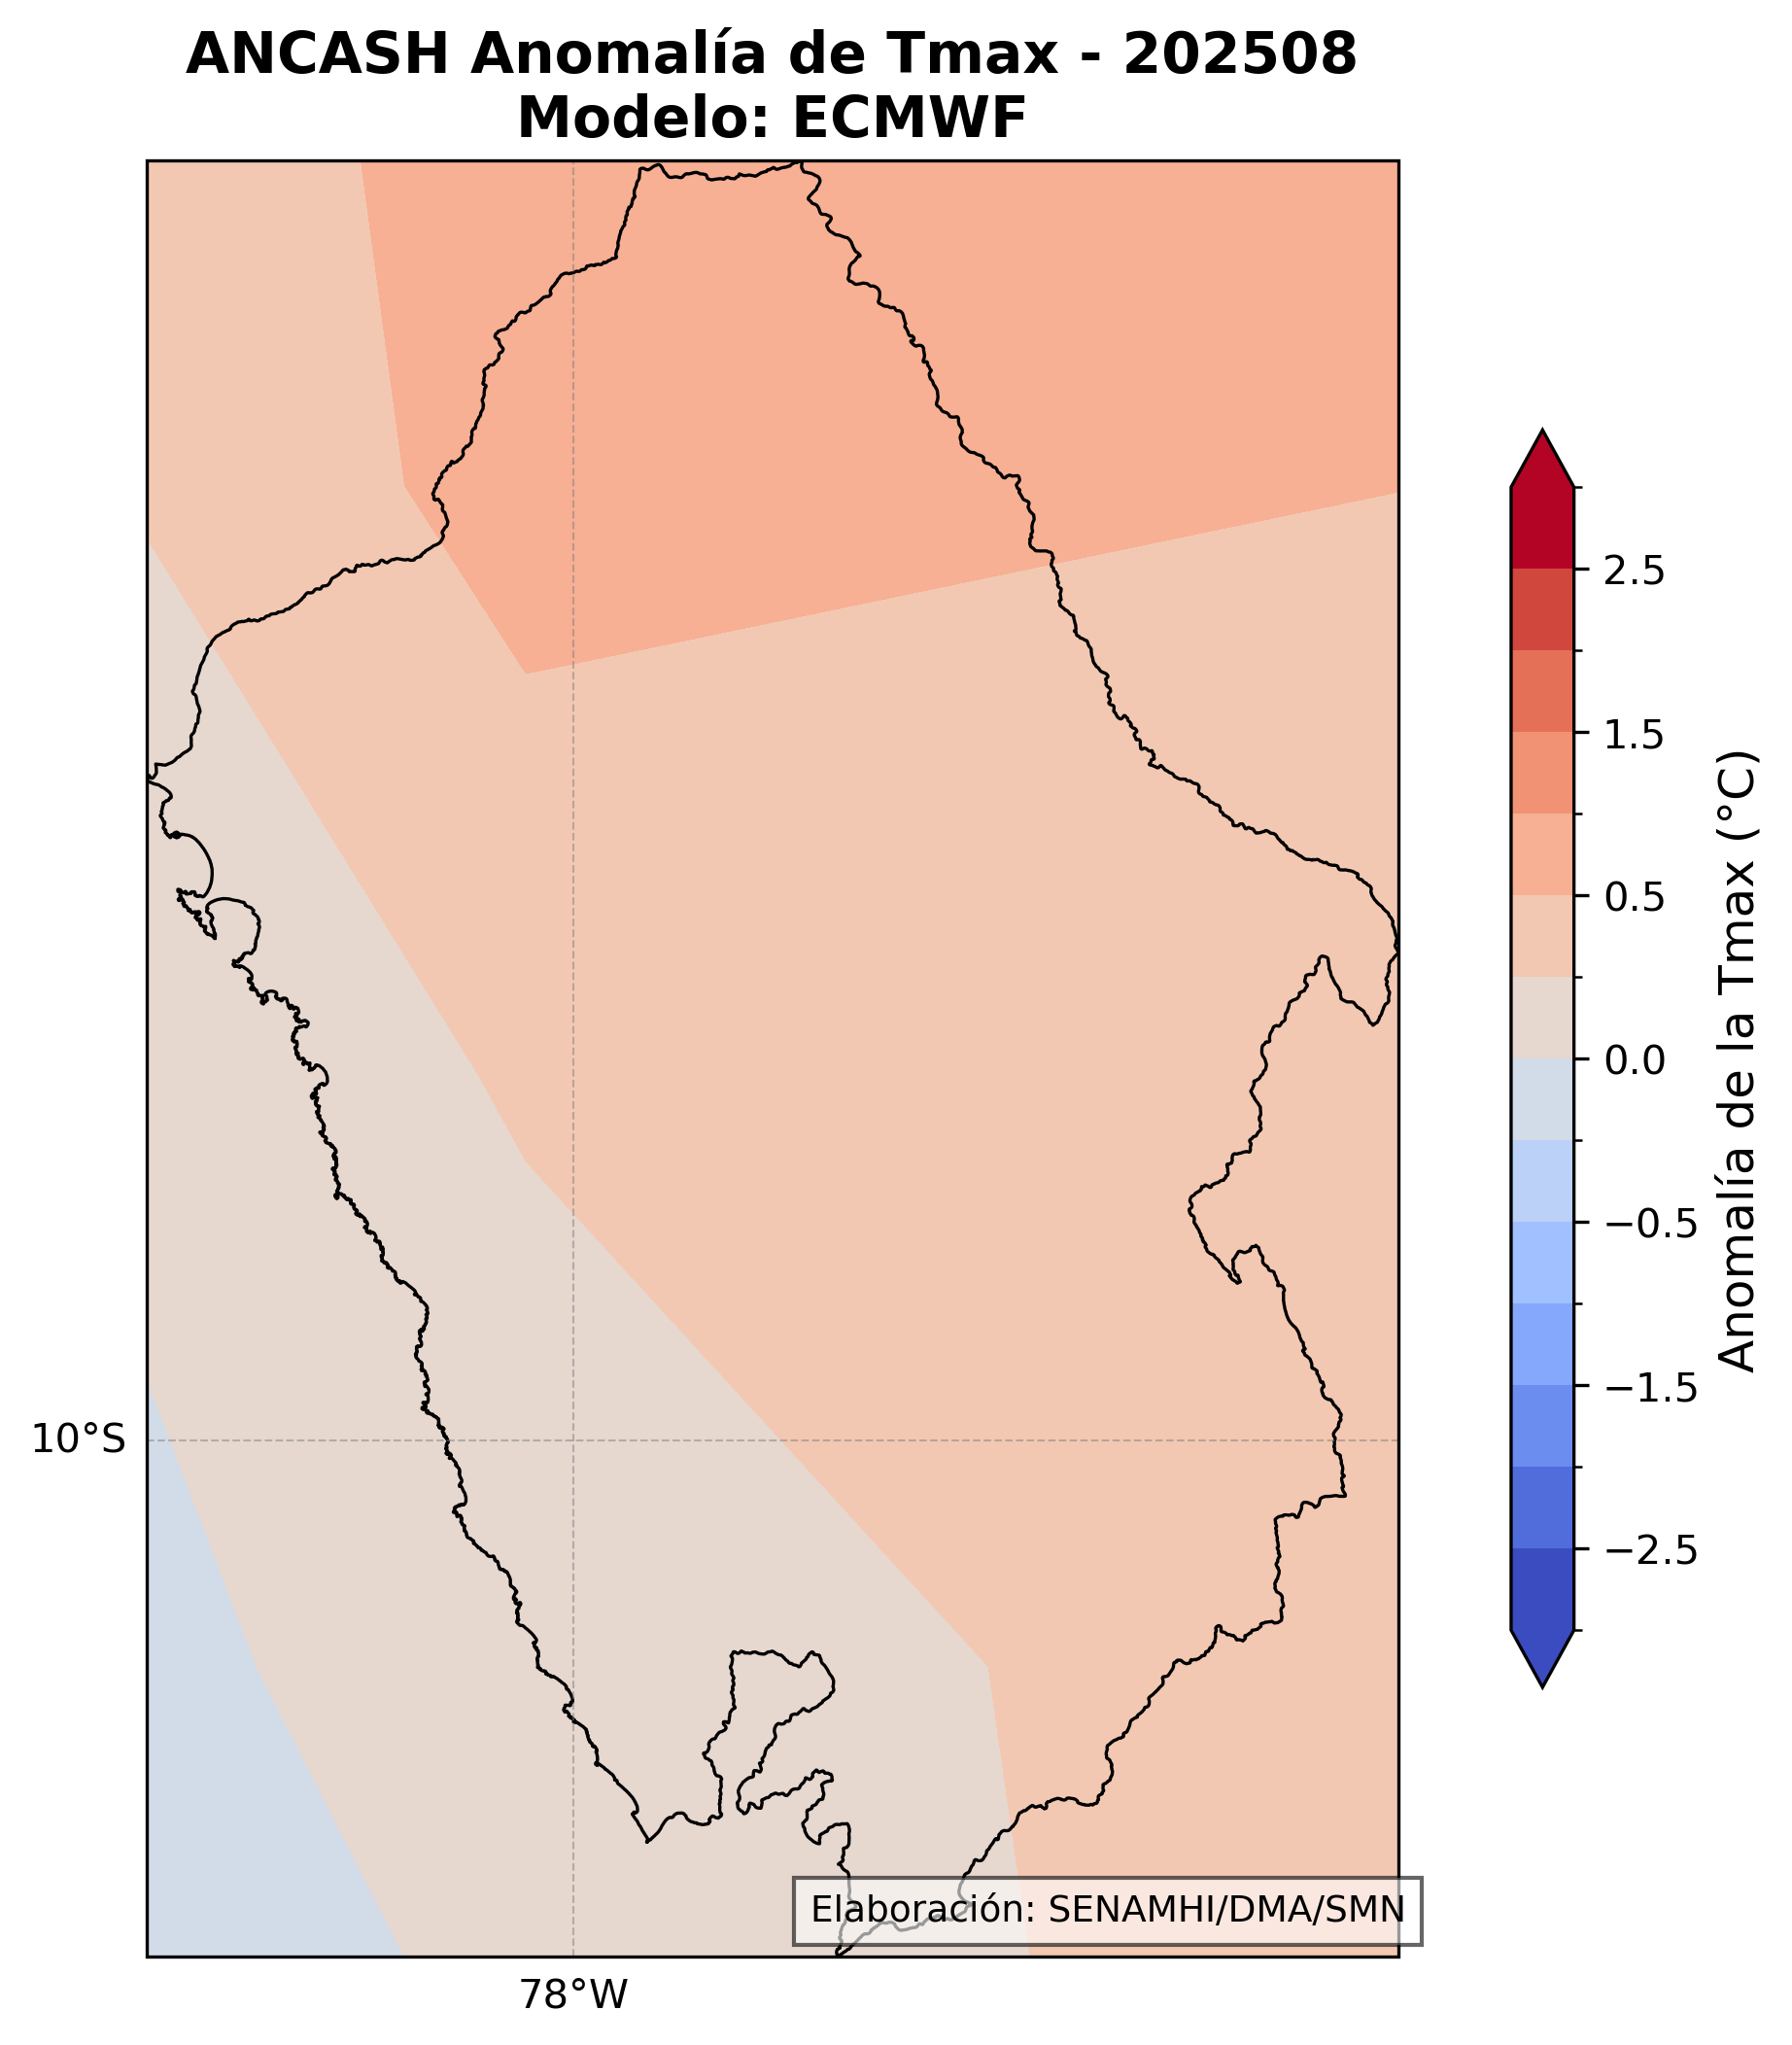 ANCASH Anomalía de Tmax - 202508
Modelo: ECMWF
2.5
1.5
0.5
0.0
−0.5
−1.5
−2.5
Anomalía de la Tmax (°C)
10°S
78°W
Elaboración: SENAMHI/DMA/SMN